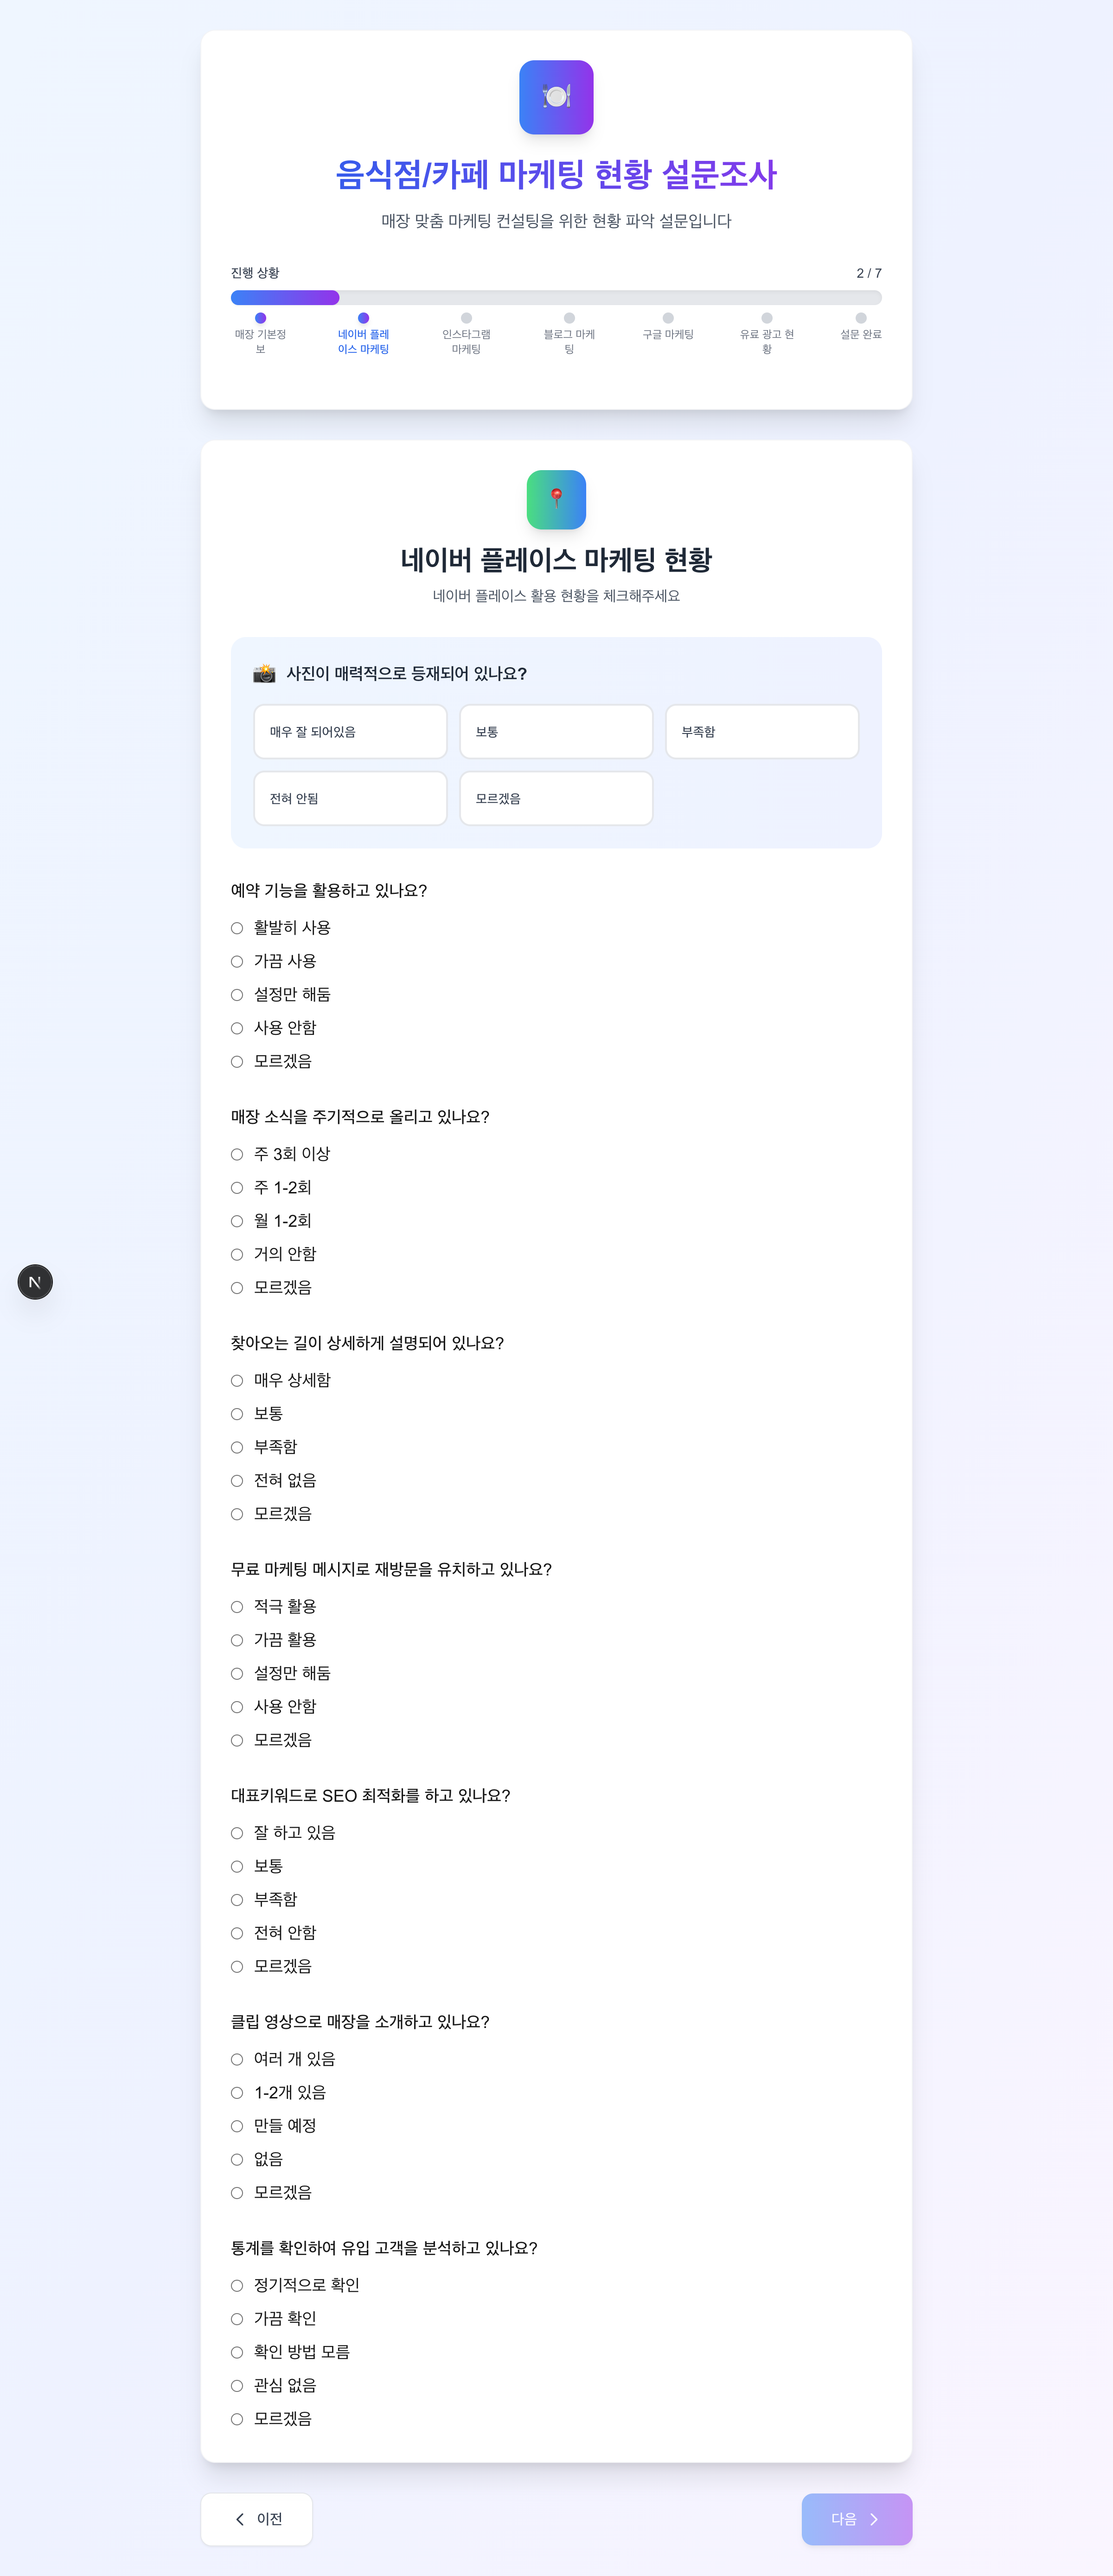 음식점/카페 마케팅 현황 설문조사
매장 맞춤 마케팅 컨설팅을 위한 현황 파악 설문입니다
진행 상황
2 / 7
매장 기본정
보
네이버 플레
이스 마케팅
인스타그램
마케팅
블로그 마케
팅
구글 마케팅
유료 광고 현
황
설문 완료
네이버 플레이스 마케팅 현황
네이버 플레이스 활용 현황을 체크해주세요
사진이 매력적으로 등재되어 있나요?
매우 잘 되어있음
보통
부족함
전혀 안됨
모르겠음
예약 기능을 활용하고 있나요?
활발히 사용
가끔 사용
설정만 해둠
사용 안함
모르겠음
매장 소식을 주기적으로 올리고 있나요?
주 3회 이상
주 1-2회
월 1-2회
거의 안함
모르겠음
찾아오는 길이 상세하게 설명되어 있나요?
매우 상세함
보통
부족함
전혀 없음
모르겠음
무료 마케팅 메시지로 재방문을 유치하고 있나요?
적극 활용
가끔 활용
설정만 해둠
사용 안함
모르겠음
대표키워드로 SEO 최적화를 하고 있나요?
잘 하고 있음
보통
부족함
전혀 안함
모르겠음
클립 영상으로 매장을 소개하고 있나요?
여러 개 있음
1-2개 있음
만들 예정
없음
모르겠음
통계를 확인하여 유입 고객을 분석하고 있나요?
정기적으로 확인
가끔 확인
확인 방법 모름
관심 없음
모르겠음
N
이전
다음